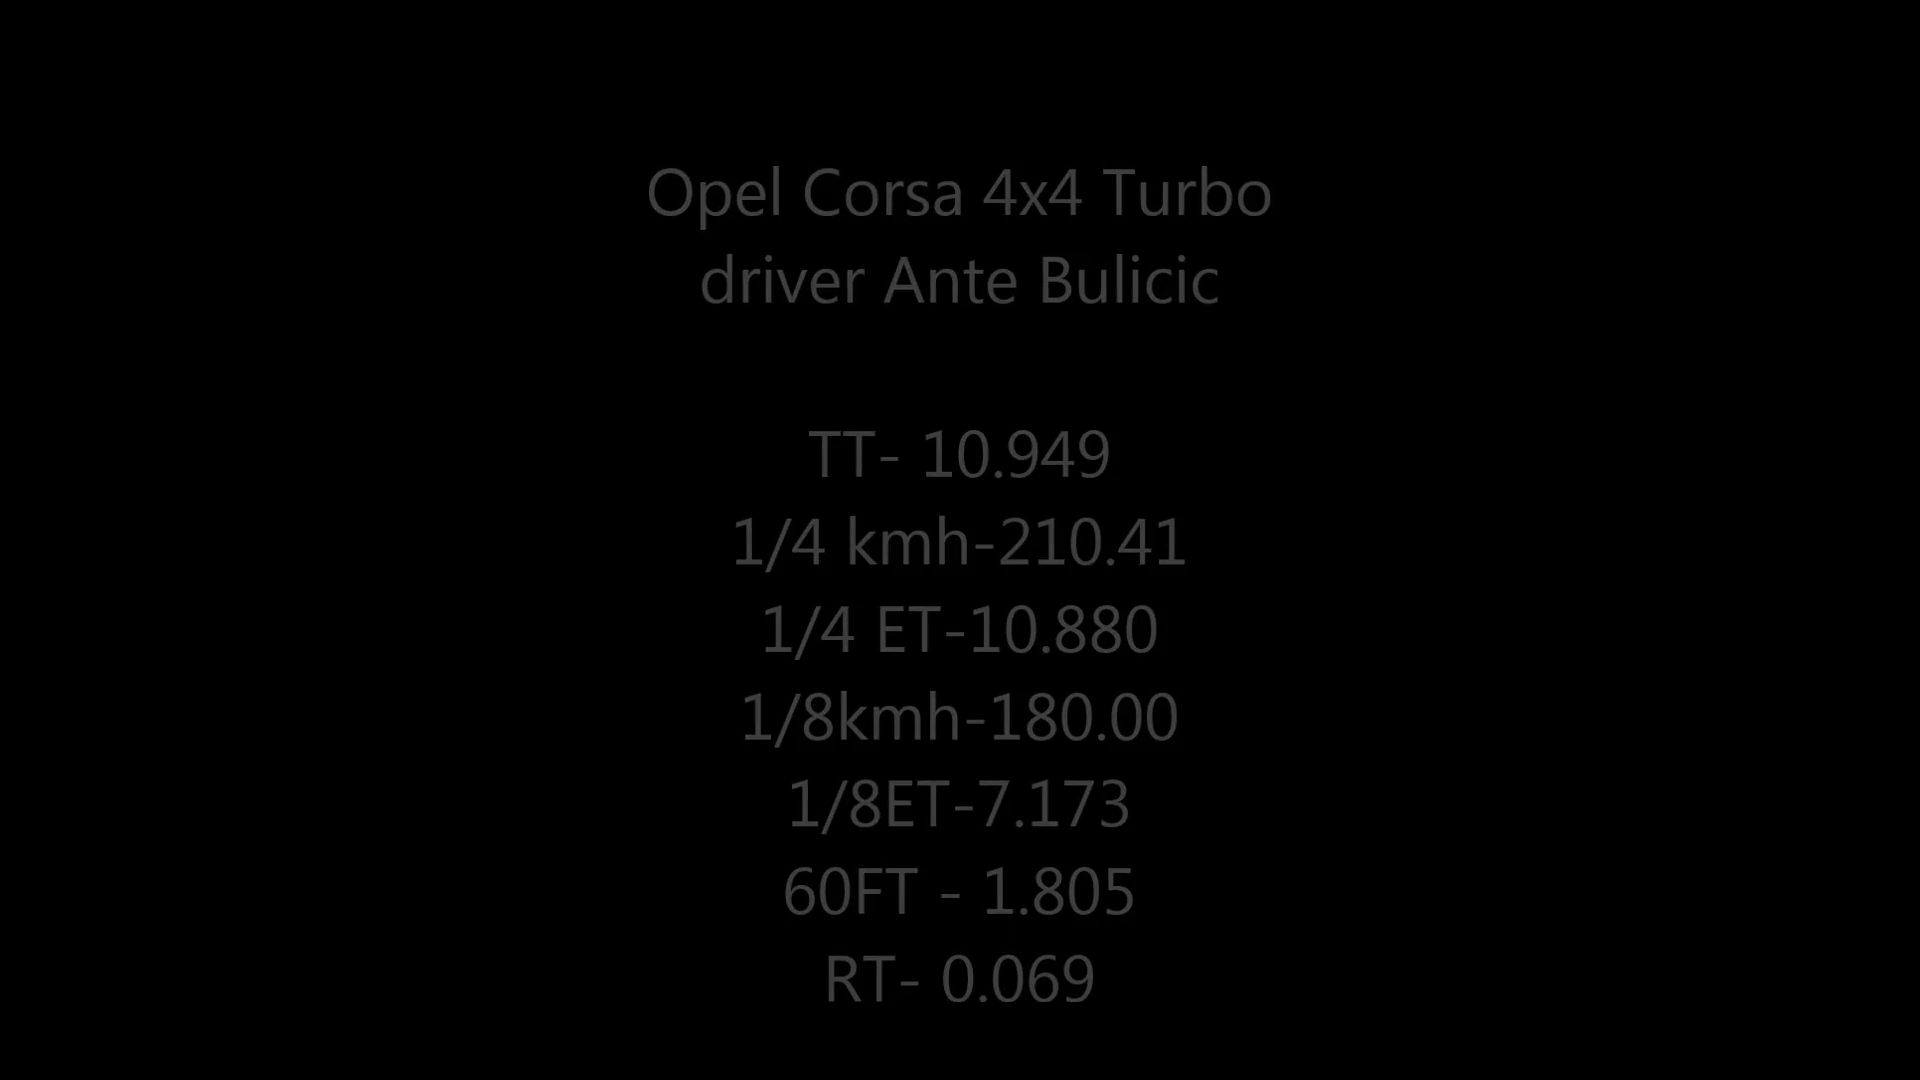 Opel Corsa 4x4 Turbo
driver Ante Bulicic
TT- 10.949
1/4 kmh-210.41
1/4 ET-10.880
1/8kmh-180.00
1/8ET-7.173
60FT - 1.805
RT- 0.069